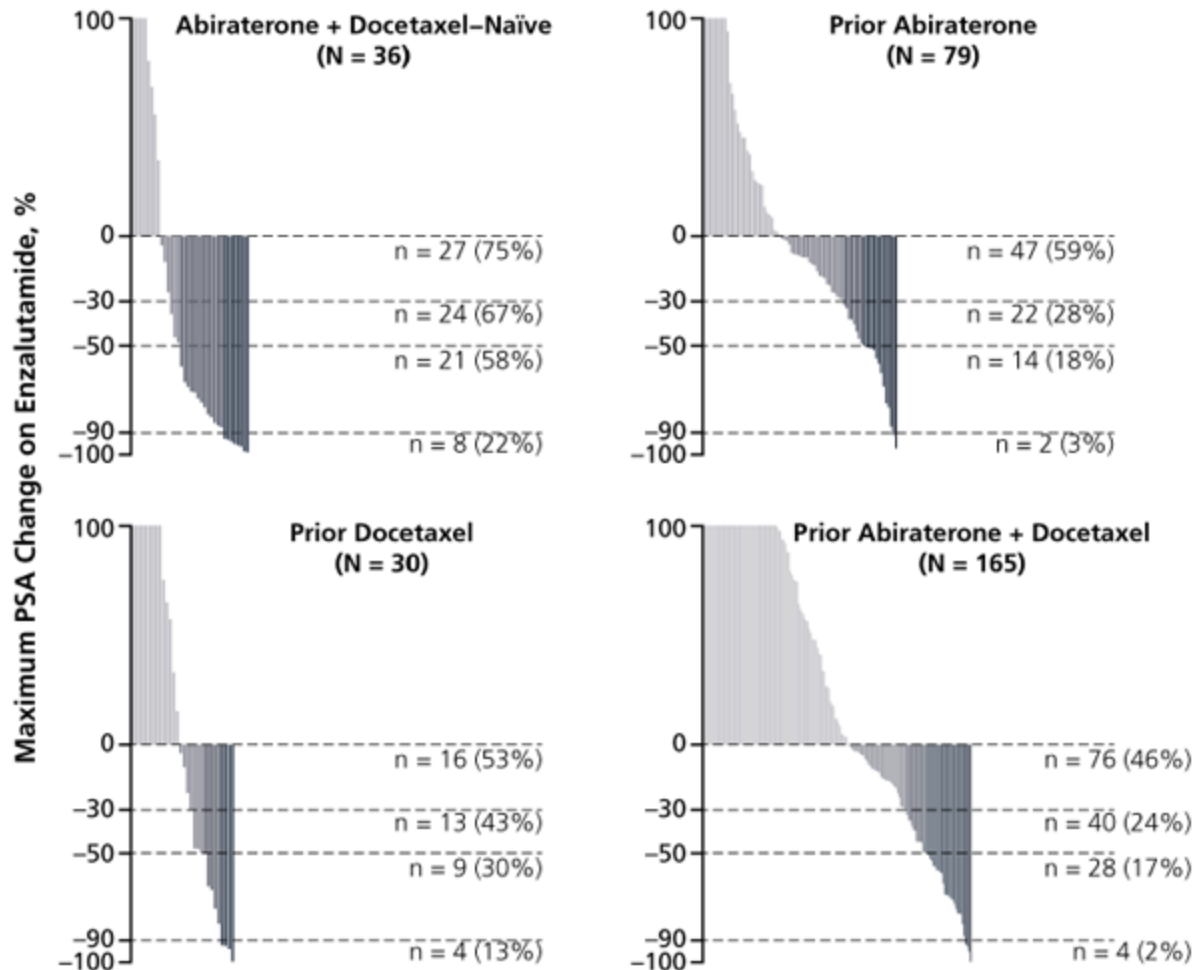 Maximum PSA Change on Enzalutamide, %
Abiraterone + Docetaxel–Naïve
(N = 36)
100
0
–30
–50
–90
–100
n = 27 (75%)
n = 24 (67%)
n = 21 (58%)
n = 8 (22%)
Prior Abiraterone
(N = 79)
100
0
–30
–50
–90
–100
n = 47 (59%)
n = 22 (28%)
n = 14 (18%)
n = 2 (3%)
Prior Docetaxel
(N = 30)
100
0
–30
–50
–90
–100
n = 16 (53%)
n = 13 (43%)
n = 9 (30%)
n = 4 (13%)
Prior Abiraterone + Docetaxel
(N = 165)
100
0
–30
–50
–90
–100
n = 76 (46%)
n = 40 (24%)
n = 28 (17%)
n = 4 (2%)